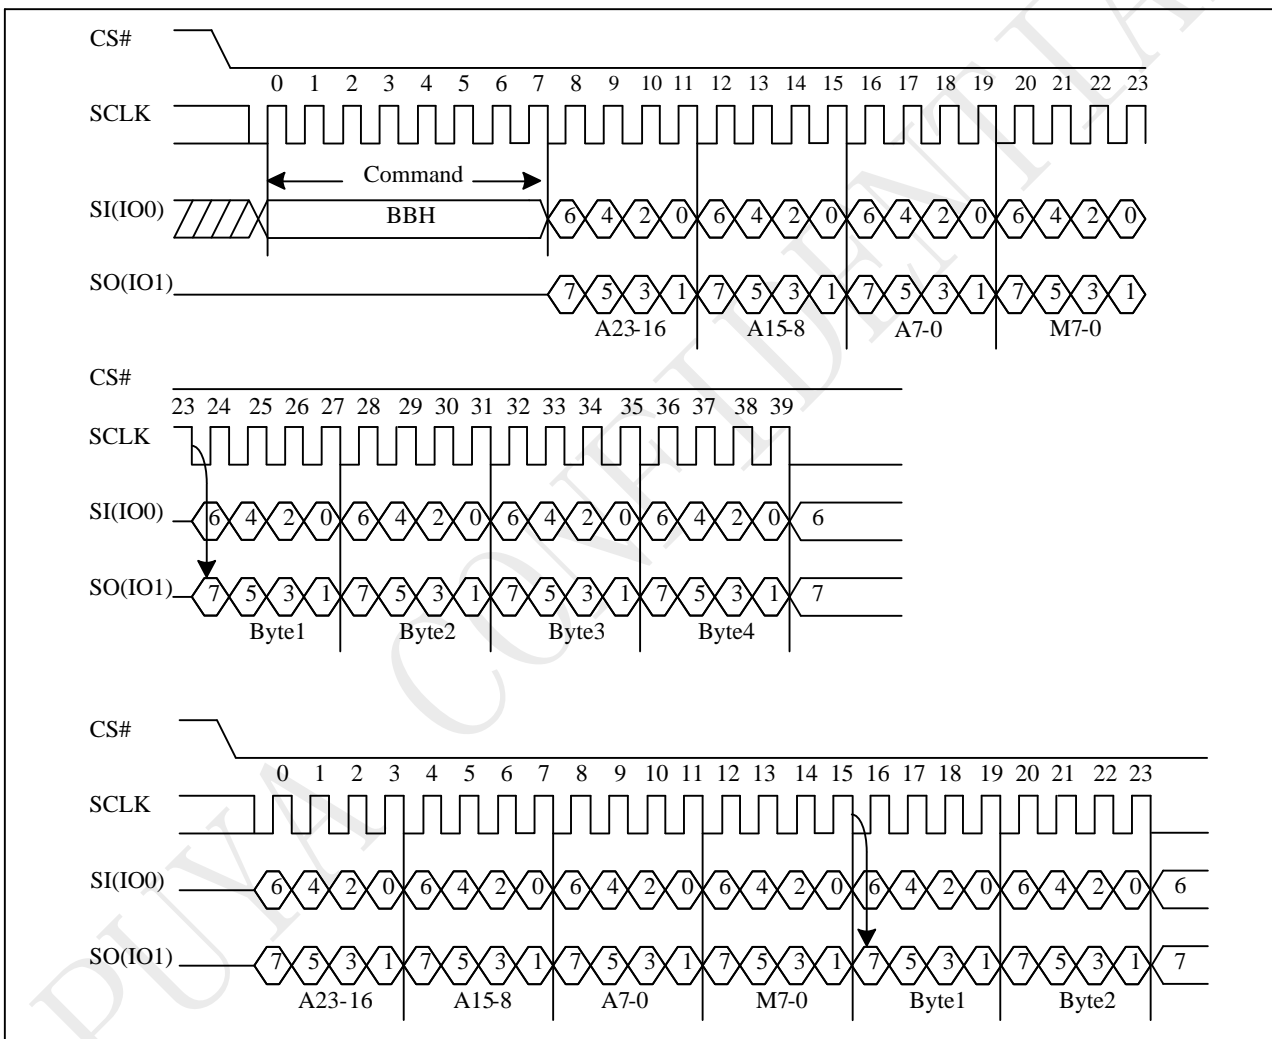 CS#
0 1 2 3 4 5 6 7 8 9 10 11 12 13 14 15 16 17 18 19 20 21 22 23
SCLK
Command
SI(IO0) BBH 6 4 2 0 6 4 2 0 6 4 2 0 6 4 2 0
SO(IO1) 7 5 3 1 7 5 3 1 7 5 3 1 7 5 3 1
A23-16 A15-8 A7-0 M7-0
CS#
23 24 25 26 27 28 29 30 31 32 33 34 35 36 37 38 39
SCLK
SI(IO0) 6 4 2 0 6 4 2 0 6 4 2 0 6 4 2 0 6
SO(IO1) 7 5 3 1 7 5 3 1 7 5 3 1 7 5 3 1 7
Byte1 Byte2 Byte3 Byte4
CS#
0 1 2 3 4 5 6 7 8 9 10 11 12 13 14 15 16 17 18 19 20 21 22 23
SCLK
SI(IO0) 6 4 2 0 6 4 2 0 6 4 2 0 6 4 2 0 6 4 2 0 6 4 2 0 6
SO(IO1) 7 5 3 1 7 5 3 1 7 5 3 1 7 5 3 1 7 5 3 1 7 5 3 1 7
A23-16 A15-8 A7-0 M7-0 Byte1 Byte2
PUYA CONFIDENTIAL